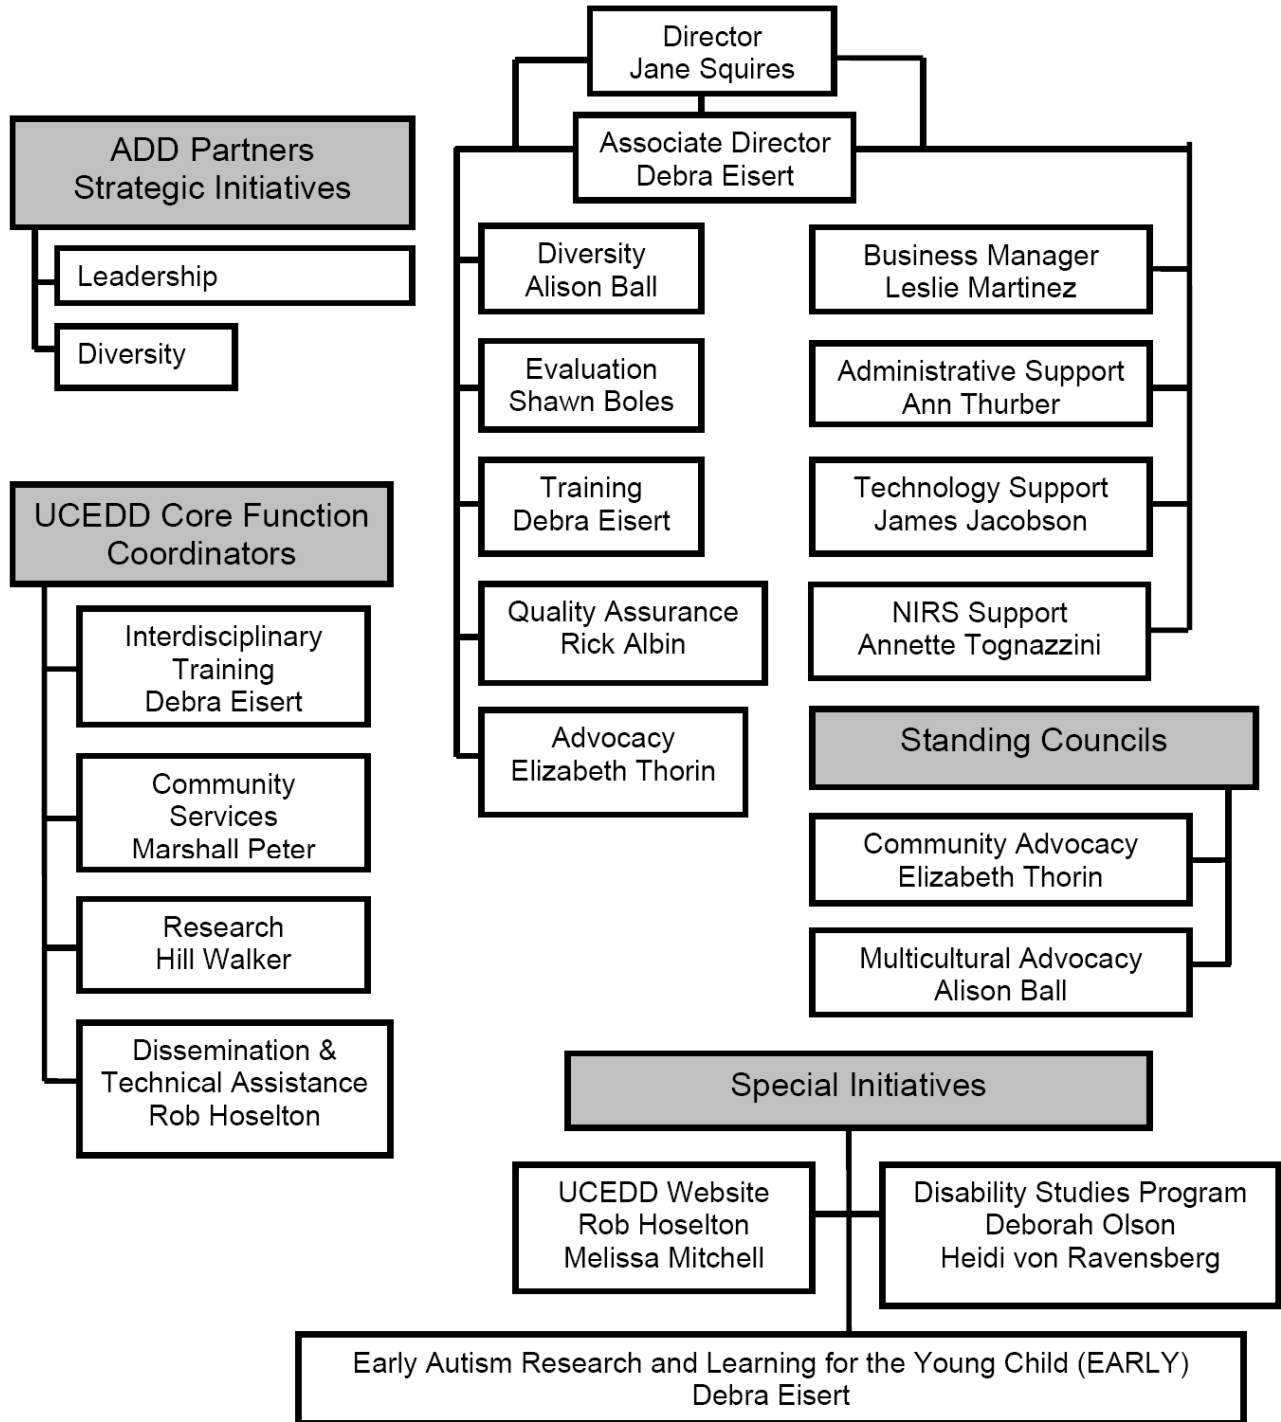 Director
Jane Squires
Associate Director
Debra Eisert
ADD Partners
Strategic Initiatives
Leadership
Diversity
Diversity
Alison Ball
Evaluation
Shawn Boles
Training
Debra Eisert
Quality Assurance
Rick Albin
Advocacy
Elizabeth Thorin
Business Manager
Leslie Martinez
Administrative Support
Ann Thurber
Technology Support
James Jacobson
NIRS Support
Annette Tognazzini
UCEDD Core Function
Coordinators
Interdisciplinary
Training
Debra Eisert
Community
Services
Marshall Peter
Research
Hill Walker
Dissemination &
Technical Assistance
Rob Hoselton
Standing Councils
Community Advocacy
Elizabeth Thorin
Multicultural Advocacy
Alison Ball
Special Initiatives
UCEDD Website
Rob Hoselton
Melissa Mitchell
Disability Studies Program
Deborah Olson
Heidi von Ravensberg
Early Autism Research and Learning for the Young Child (EARLY)
Debra Eisert